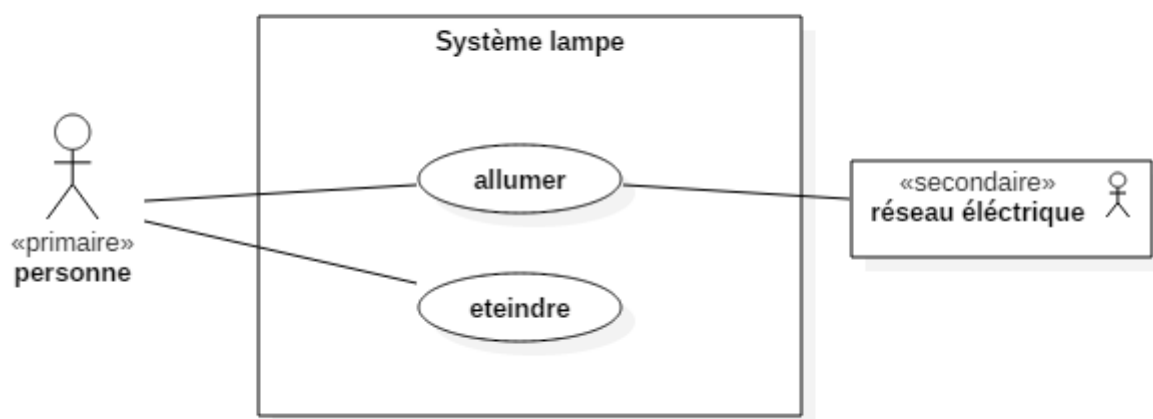 Système lampe
allumer
«secondaire»
réseau éléctrique
«primaire»
personne
eteindre